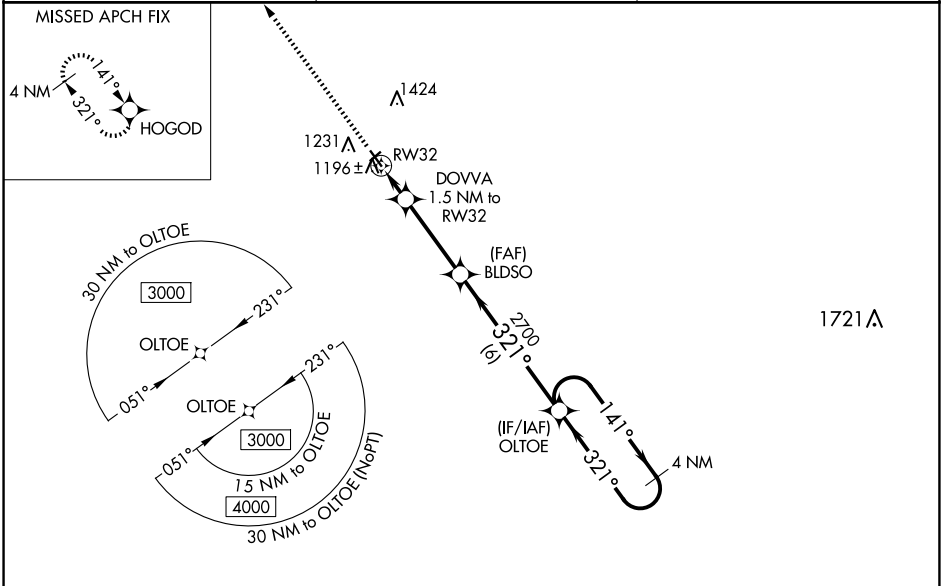 MISSED APCH FIX
4 NM
141°
321°
HOGOD
1424
1231
1196 ±
RW32
DOVVA
1.5 NM to
RW32
(FAF)
BLDSO
2700
321°
(6)
1721
30 NM to OLTOE
3000
231°
OLTOE
051°
231°
OLTOE
3000
051°
15 NM to OLTOE
4000
30 NM to OLTOE (NoPT)
(IF/IAF)
OLTOE
141°
321°
4 NM